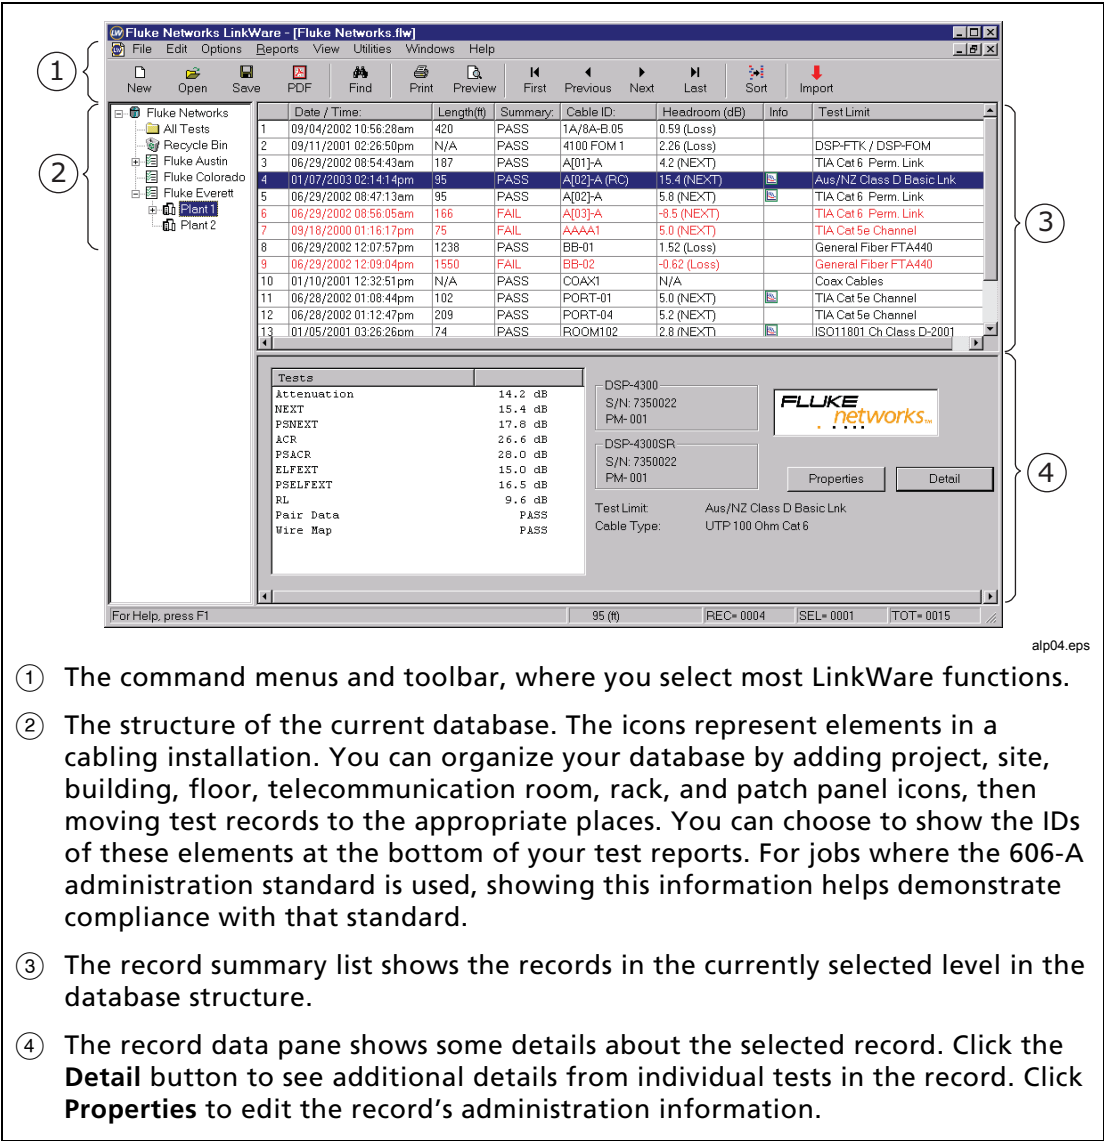 Fluke Networks LinkWare - [Fluke Networks.flw]
File Edit Options Reports View Utilities Windows Help
New Open Save PDF Find Print Preview First Previous Next Last Sort Import
1
Fluke Networks
All Tests
Recycle Bin
Fluke Austin
Fluke Colorado
Fluke Everett
Plant 1
Plant 2
2
Date / Time: Length(ft) Summary: Cable ID: Headroom (dB) Info Test Limit
1 09/04/2002 10:56:28am 420 PASS 1A/8A-B.05 0.59 (Loss)
2 09/11/2001 02:26:50pm N/A PASS 4100 FOM 1 2.26 (Loss) DSP-FTK / DSP-FOM
3 06/29/2002 08:54:43am 187 PASS A[01]-A 4.2 (NEXT) TIA Cat 6 Perm. Link
4 01/07/2003 02:14:14pm 95 PASS A[02]-A (RC) 15.4 (NEXT) Aus/NZ Class D Basic Lnk
5 06/29/2002 08:47:13am 95 PASS A[02]-A 5.8 (NEXT) TIA Cat 6 Perm. Link
6 06/29/2002 08:56:05am 166 FAIL A[03]-A -8.5 (NEXT) TIA Cat 6 Perm. Link
7 09/18/2000 01:16:17pm 75 FAIL AAAA1 5.0 (NEXT) TIA Cat 5e Channel
8 06/29/2002 12:07:57pm 1238 PASS BB-01 1.52 (Loss) General Fiber FTA440
9 06/29/2002 12:09:04pm 1550 FAIL BB-02 -0.62 (Loss) General Fiber FTA440
10 01/10/2001 12:32:51pm N/A PASS COAX1 N/A Coax Cables
11 06/28/2002 01:08:44pm 102 PASS PORT-01 5.0 (NEXT) TIA Cat 5e Channel
12 06/28/2002 01:12:47pm 209 PASS PORT-04 5.2 (NEXT) TIA Cat 5e Channel
13 01/05/2001 03:26:26pm 74 PASS ROOM102 2.8 (NEXT) ISO11801 Ch Class D-2001
3
Tests
Attenuation 14.2 dB
NEXT 15.4 dB
PSNEXT 17.8 dB
ACR 26.6 dB
PSACR 28.0 dB
ELFEXT 15.0 dB
PSELFEXT 16.5 dB
RL 9.6 dB
Pair Data PASS
Wire Map PASS
DSP-4300
S/N: 7350022
PM- 001
DSP-4300SR
S/N: 7350022
PM- 001
FLUKE
networks™
Properties Detail
Test Limit: Aus/NZ Class D Basic Lnk
Cable Type: UTP 100 Ohm Cat 6
4
For Help, press F1 95 (ft) REC= 0004 SEL= 0001 TOT= 0015
alp04.eps
1 The command menus and toolbar, where you select most LinkWare functions.
2 The structure of the current database. The icons represent elements in a
cabling installation. You can organize your database by adding project, site,
building, floor, telecommunication room, rack, and patch panel icons, then
moving test records to the appropriate places. You can choose to show the IDs
of these elements at the bottom of your test reports. For jobs where the 606-A
administration standard is used, showing this information helps demonstrate
compliance with that standard.
3 The record summary list shows the records in the currently selected level in the
database structure.
4 The record data pane shows some details about the selected record. Click the
Detail button to see additional details from individual tests in the record. Click
Properties to edit the record’s administration information.